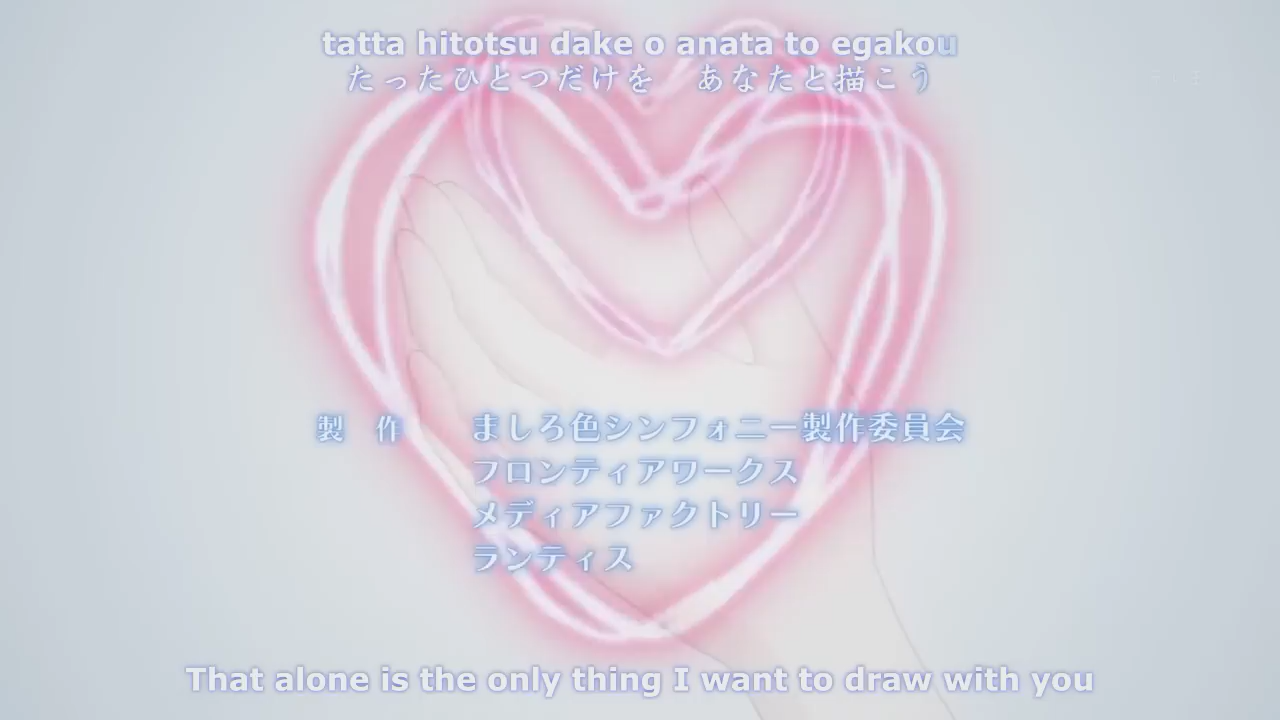 tatta hitotsu dake o anata to egakou
たったひとつだけを　あなたと描こう
製　作　ましろ色シンフォニー製作委員会
フロンティアワークス
メディアファクトリー
ランティス
That alone is the only thing I want to draw with you